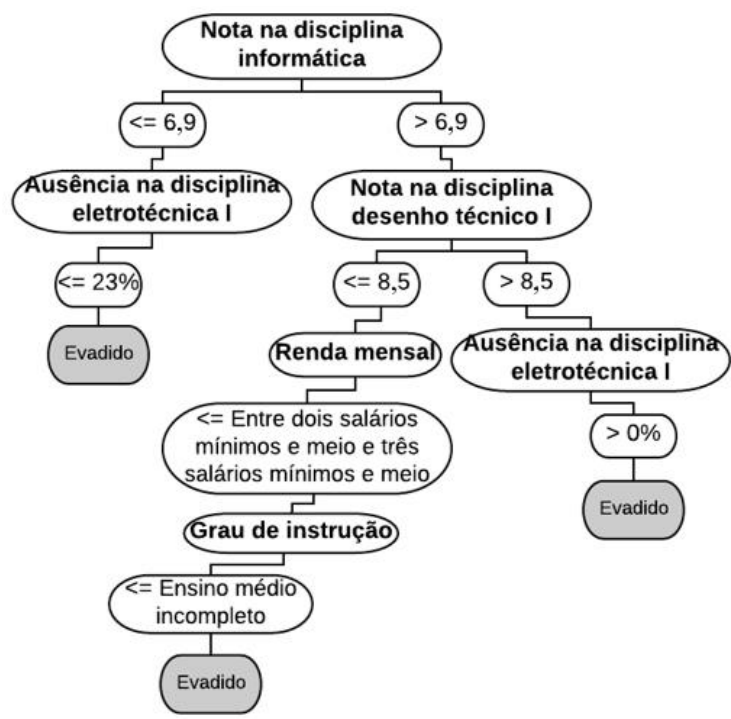 Nota na disciplina
informática
<= 6,9
> 6,9
Ausência na disciplina
eletrotécnica I
Nota na disciplina
desenho técnico I
<= 23%
<= 8,5
> 8,5
Evadido
Renda mensal
Ausência na disciplina
eletrotécnica I
<= Entre dois salários
mínimos e meio e três
salários mínimos e meio
> 0%
Evadido
Grau de instrução
<= Ensino médio
incompleto
Evadido